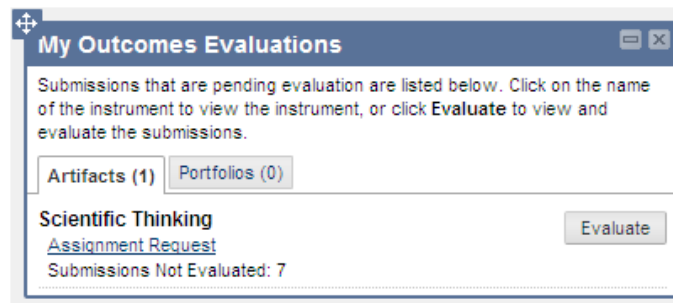 My Outcomes Evaluations
Submissions that are pending evaluation are listed below. Click on the name
of the instrument to view the instrument, or click Evaluate to view and
evaluate the submissions.
Artifacts (1) Portfolios (0)
Scientific Thinking
Evaluate
Assignment Request
Submissions Not Evaluated: 7